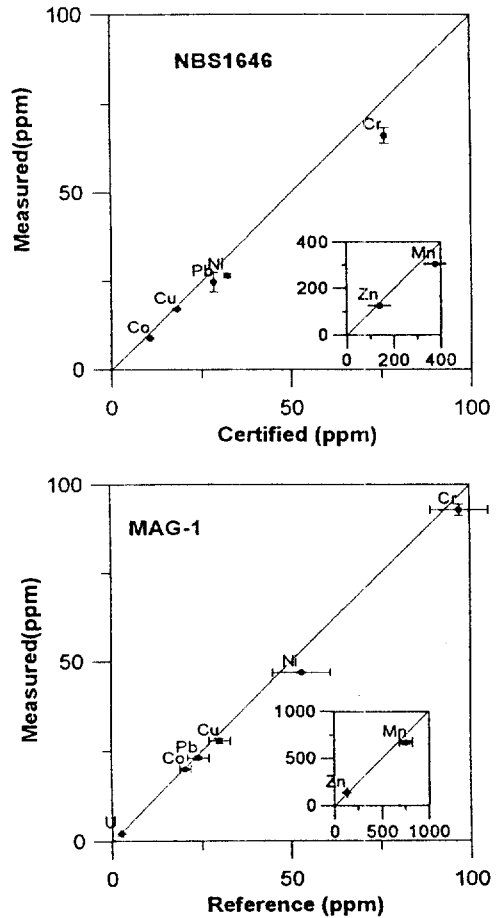 100
NBS1646
Measured(ppm)
Cr
50
400
Mn
200
Zn
0
0 200 400
Ni
Pb
Cu
Co
0
0 50 100
Certified (ppm)
100
Cr
MAG-1
Measured(ppm)
50
Ni
1000
Mn
500
Zn
0
0 500 1000
Cu
Pb
Co
U
0
0 50 100
Reference (ppm)